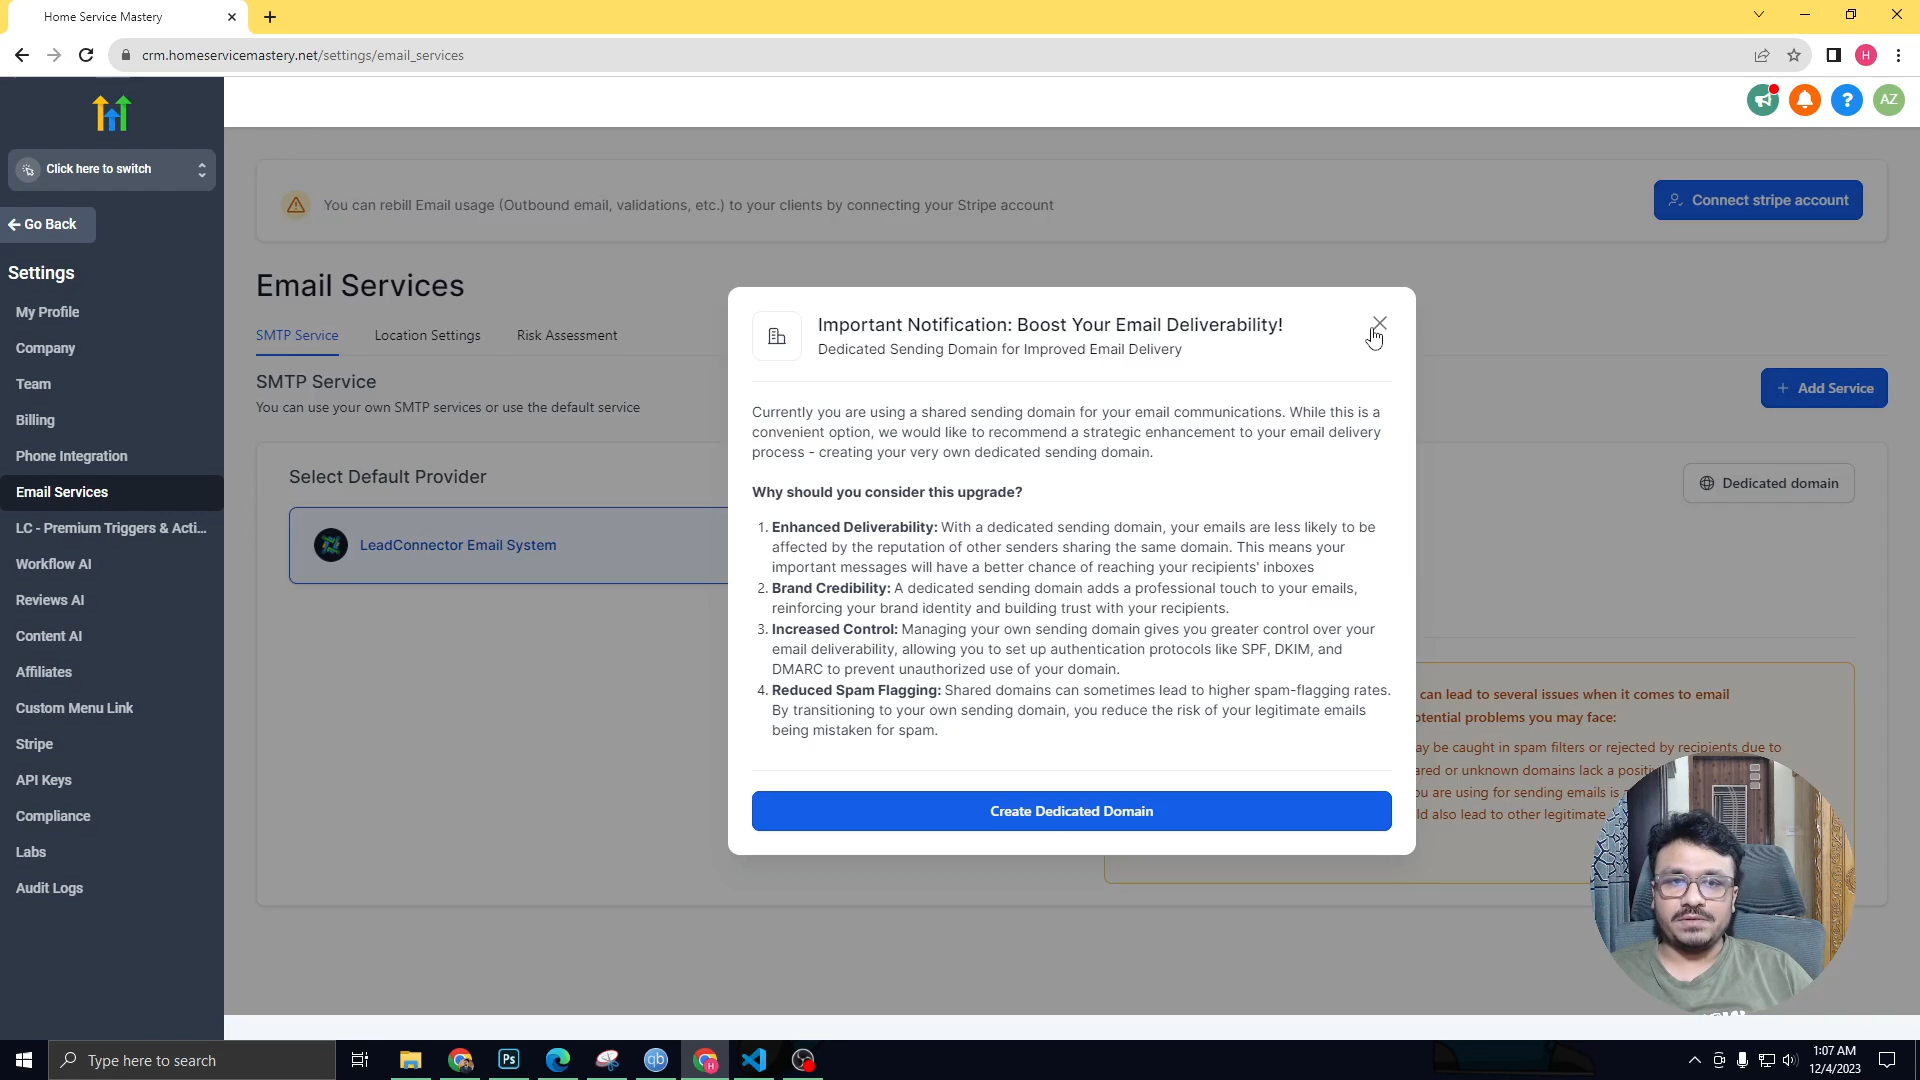 Home Service Mastery
crm.homeservicemastery.net/settings/email_services
H
Click here to switch
Go Back
Settings
My Profile
Company
Team
Billing
Phone Integration
Email Services
LC - Premium Triggers & Acti...
Workflow AI
Reviews AI
Content AI
Affiliates
Custom Menu Link
Stripe
API Keys
Compliance
Labs
Audit Logs
?
AZ
You can rebill Email usage (Outbound email, validations, etc.) to your clients by connecting your Stripe account
Connect stripe account
Email Services
SMTP Service
Location Settings
Risk Assessment
SMTP Service
You can use your own SMTP services or use the default service
+ Add Service
Select Default Provider
LeadConnector Email System
Dedicated domain
Important Notification: Boost Your Email Deliverability!
Dedicated Sending Domain for Improved Email Delivery
Currently you are using a shared sending domain for your email communications. While this is a
convenient option, we would like to recommend a strategic enhancement to your email delivery
process - creating your very own dedicated sending domain.
Why should you consider this upgrade?
1. Enhanced Deliverability: With a dedicated sending domain, your emails are less likely to be
affected by the reputation of other senders sharing the same domain. This means your
important messages will have a better chance of reaching your recipients' inboxes
2. Brand Credibility: A dedicated sending domain adds a professional touch to your emails,
reinforcing your brand identity and building trust with your recipients.
3. Increased Control: Managing your own sending domain gives you greater control over your
email deliverability, allowing you to set up authentication protocols like SPF, DKIM, and
DMARC to prevent unauthorized use of your domain.
4. Reduced Spam Flagging: Shared domains can sometimes lead to higher spam-flagging rates.
By transitioning to your own sending domain, you reduce the risk of your legitimate emails
being mistaken for spam.
Create Dedicated Domain
can lead to several issues when it comes to email
otential problems you may face:
ay be caught in spam filters or rejected by recipients due to
ared or unknown domains lack a positi
ou are using for sending emails is
ld also lead to other legitimate
Type here to search
Ps
qb
H
1:07 AM
12/4/2023